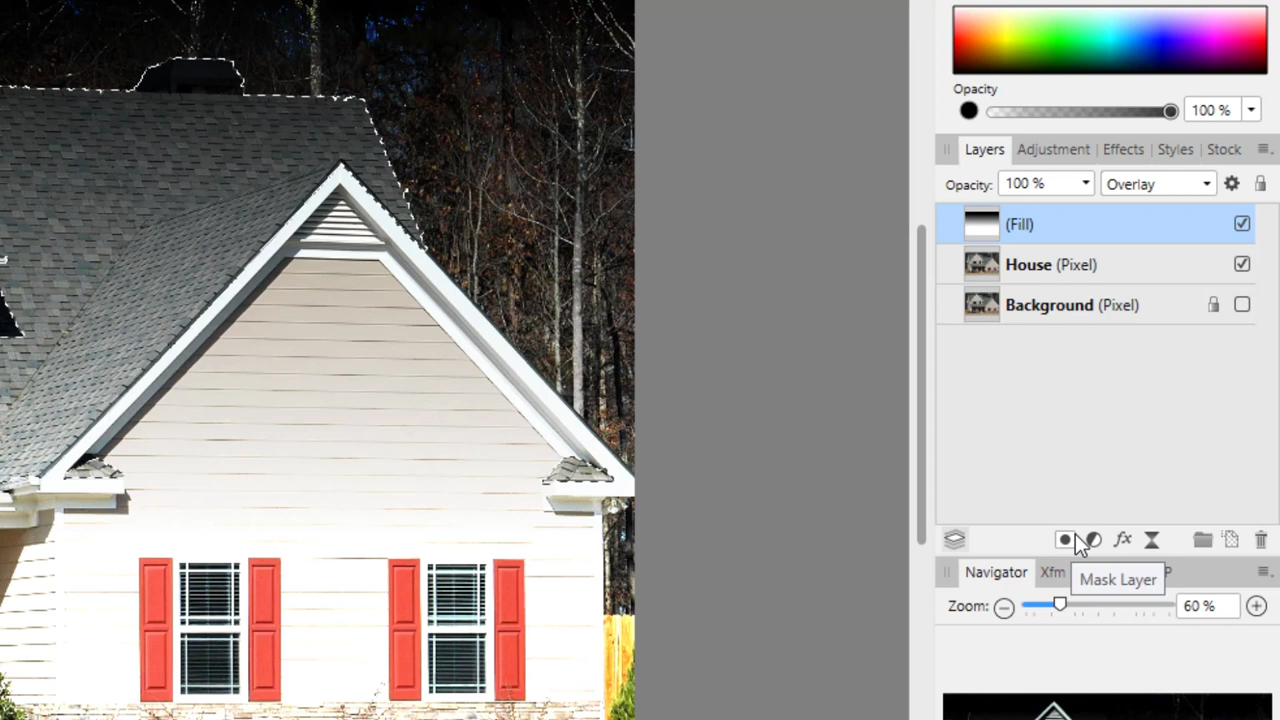 Opacity
100 %
Layers Adjustment | Effects | Styles | Stock
Opacity: 100 % Overlay
(Fill)
House (Pixel)
Background (Pixel)
fx
Navigator Xfm P
Mask Layer
Zoom: 60 %